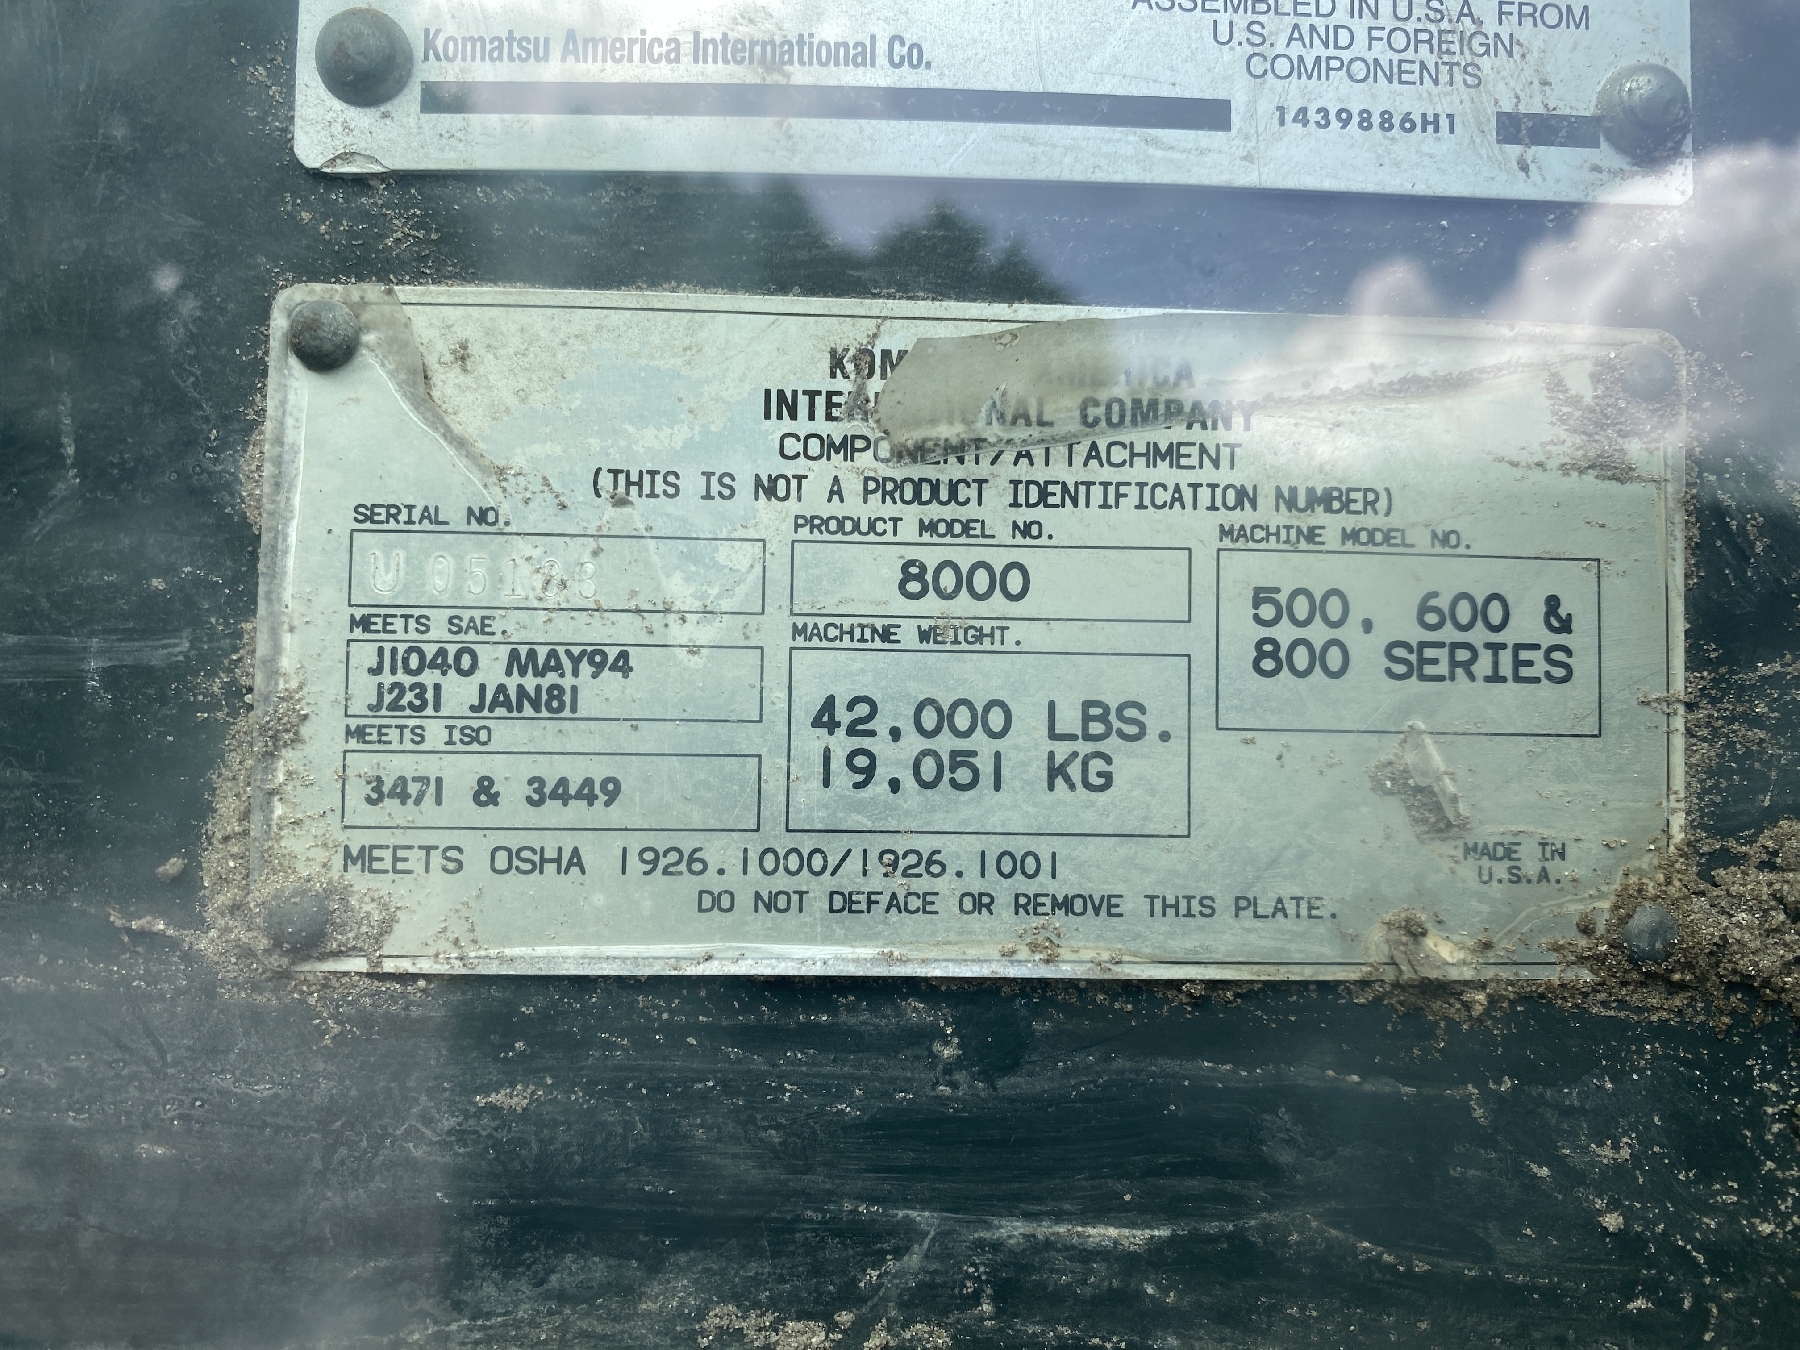 ASSEMBLED IN U.S.A. FROM
Komatsu America International Co.
U.S. AND FOREIGN
COMPONENTS
1439886H1
COMPONENT/ATTACHMENT
(THIS IS NOT A PRODUCT IDENTIFICATION NUMBER)
SERIAL NO.
PRODUCT MODEL NO.
MACHINE MODEL NO.
8000
500, 600 &
800 SERIES
MEETS SAE.
J1040 MAY94
J231 JAN81
MACHINE WEIGHT.
42,000 LBS.
19,051 KG
MEETS ISO
3471 & 3449
MEETS OSHA 1926.1000/1926.1001
MADE IN
U.S.A.
DO NOT DEFACE OR REMOVE THIS PLATE.
COMPANY